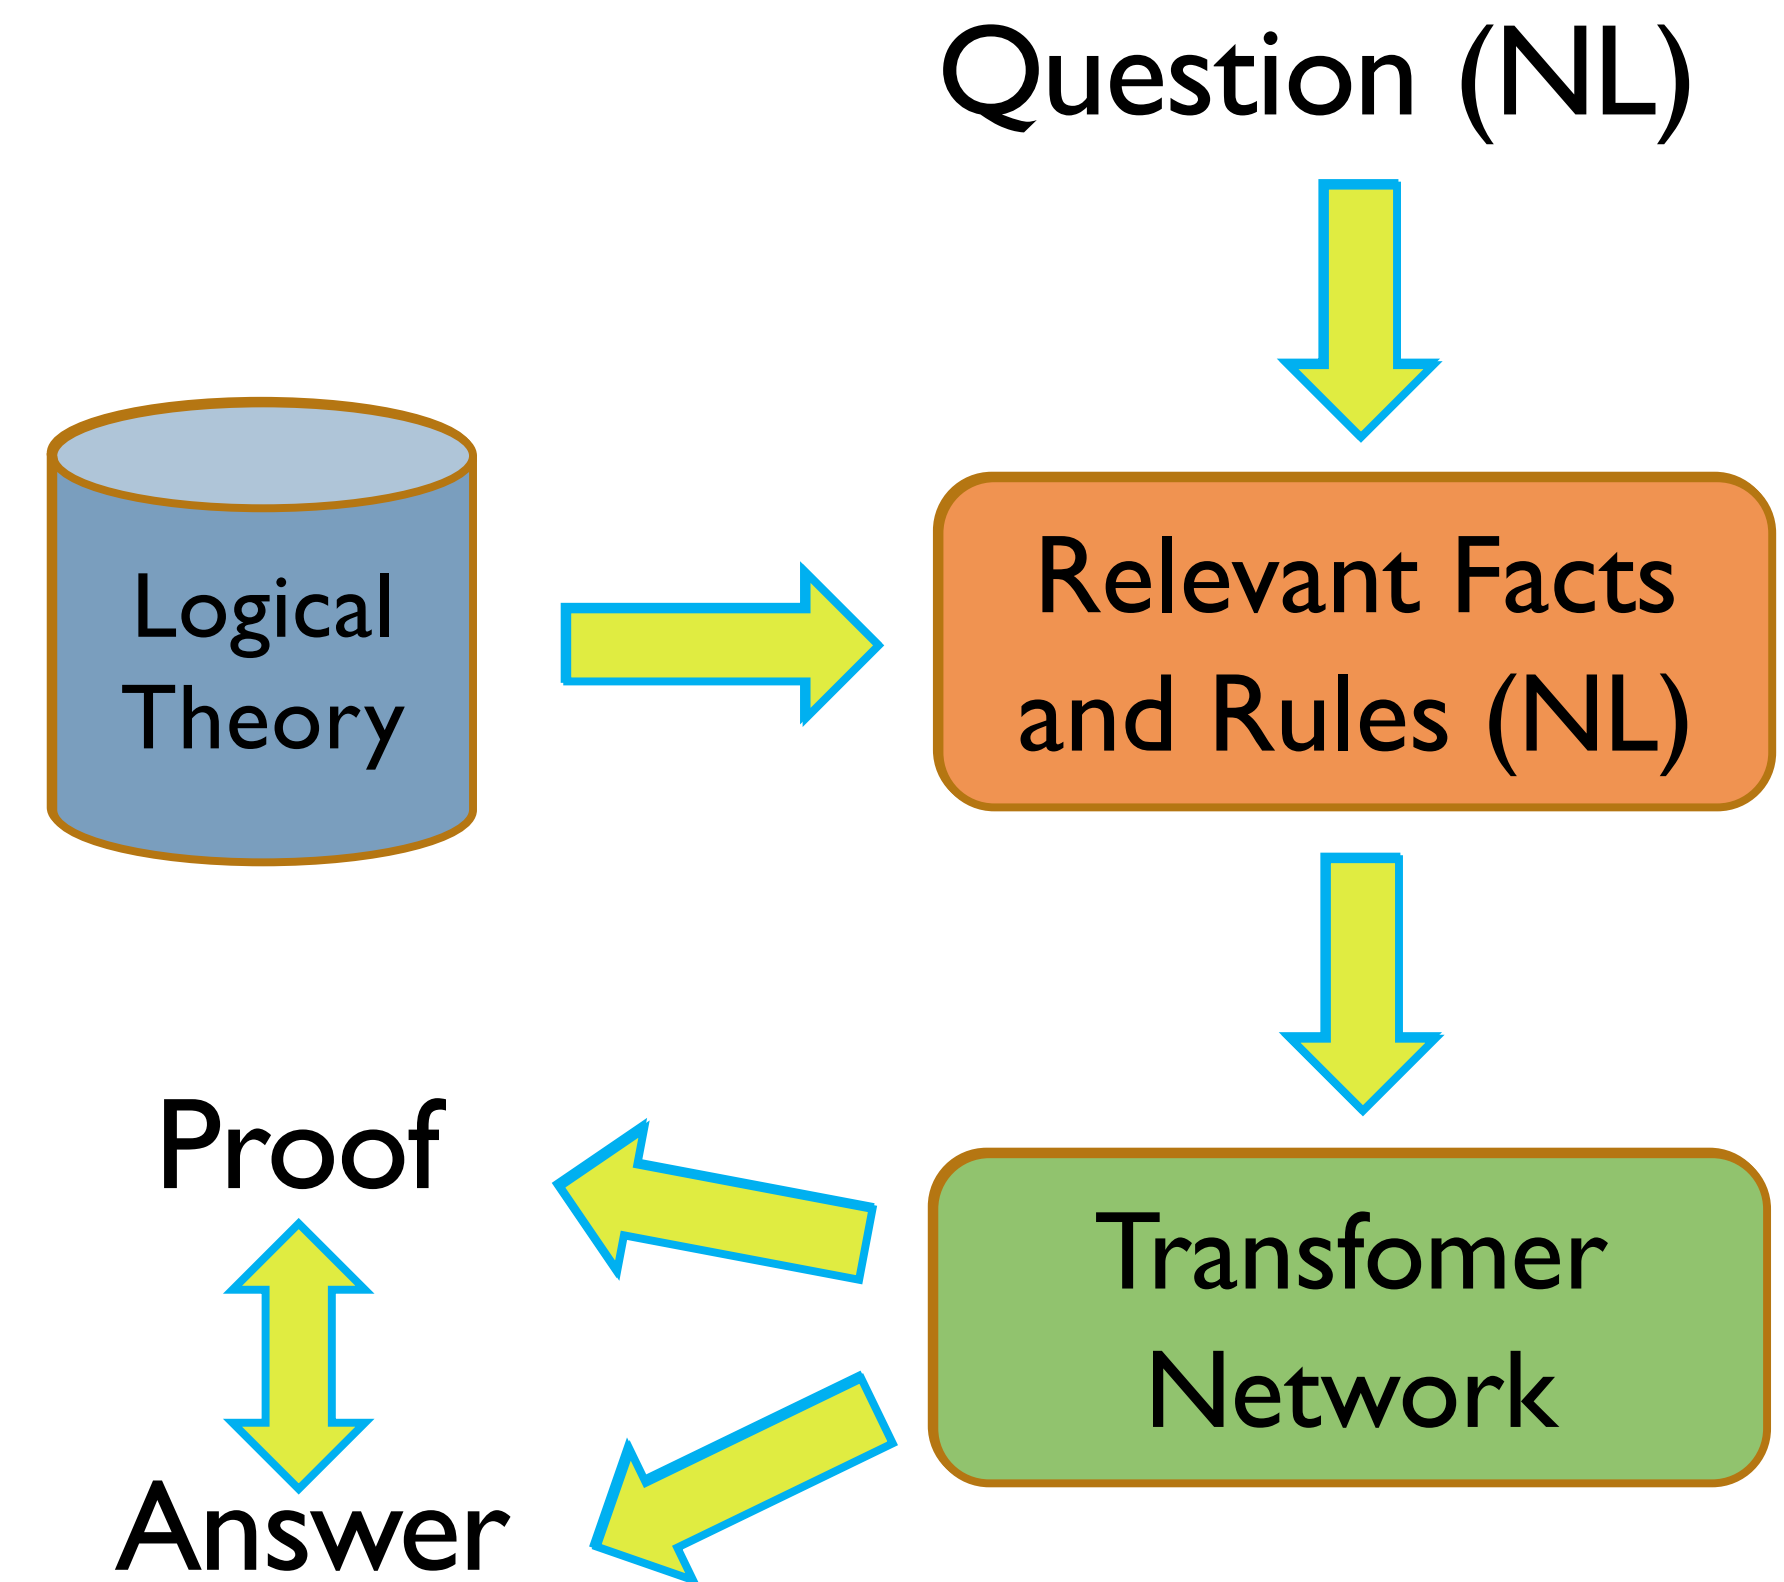 Question (NL)
Logical
Theory
Relevant Facts
and Rules (NL)
Proof
Transfomer
Network
Answer